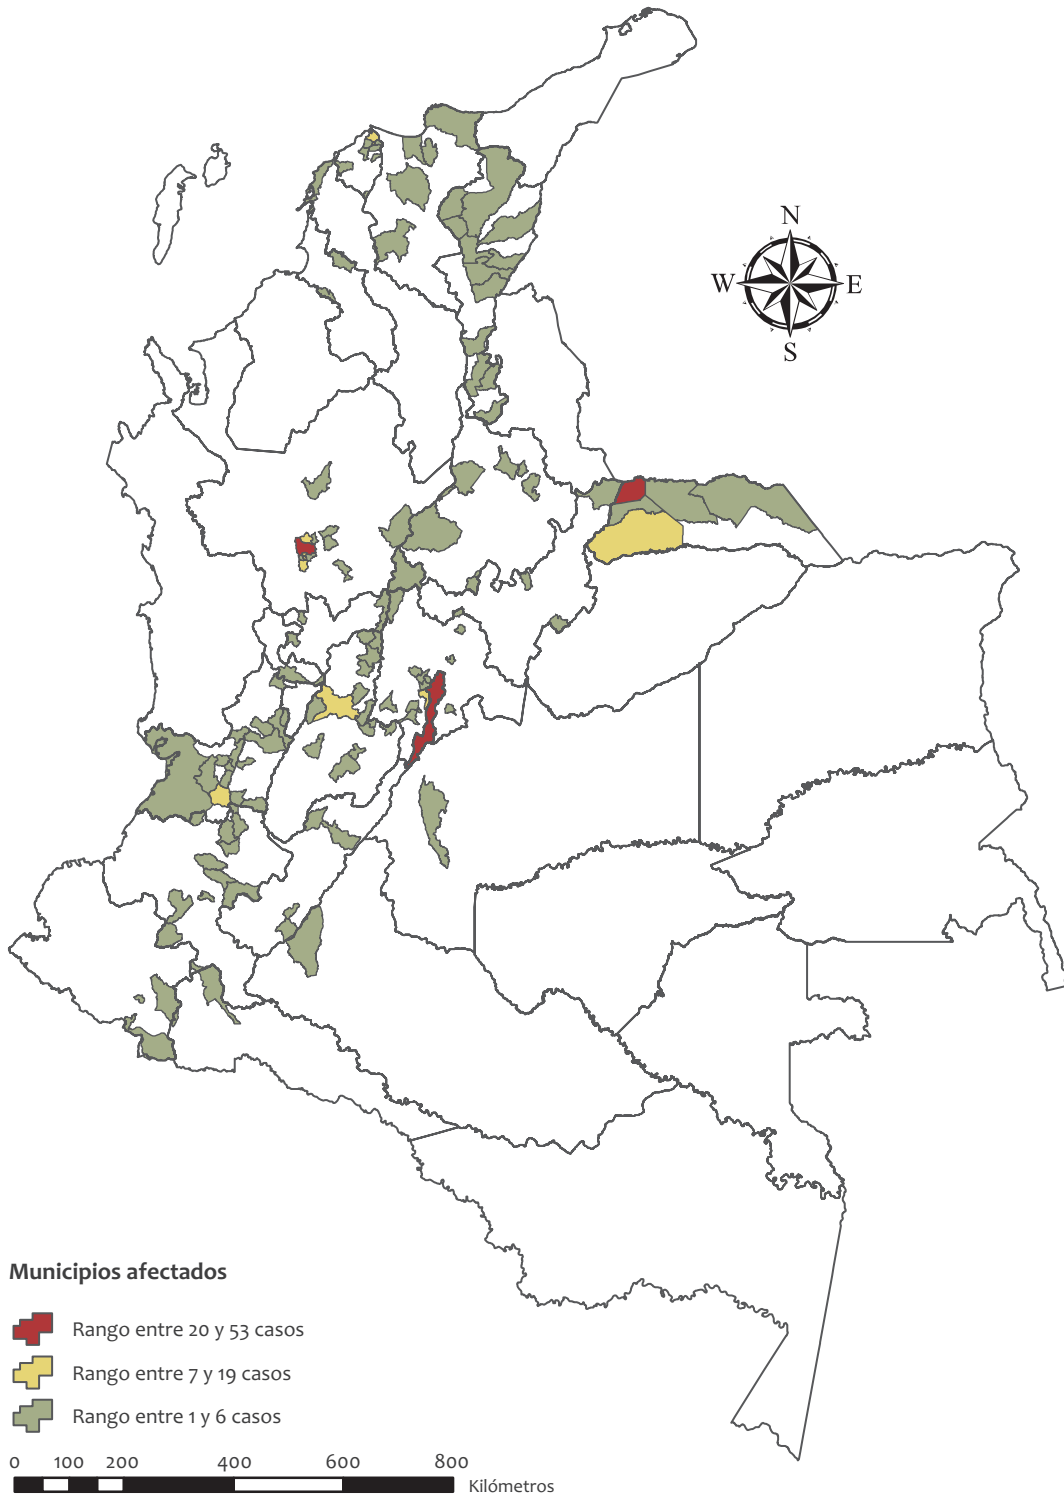 N
W E
S
Municipios afectados
Rango entre 20 y 53 casos
Rango entre 7 y 19 casos
Rango entre 1 y 6 casos
0 100 200 400 600 800
Kilómetros